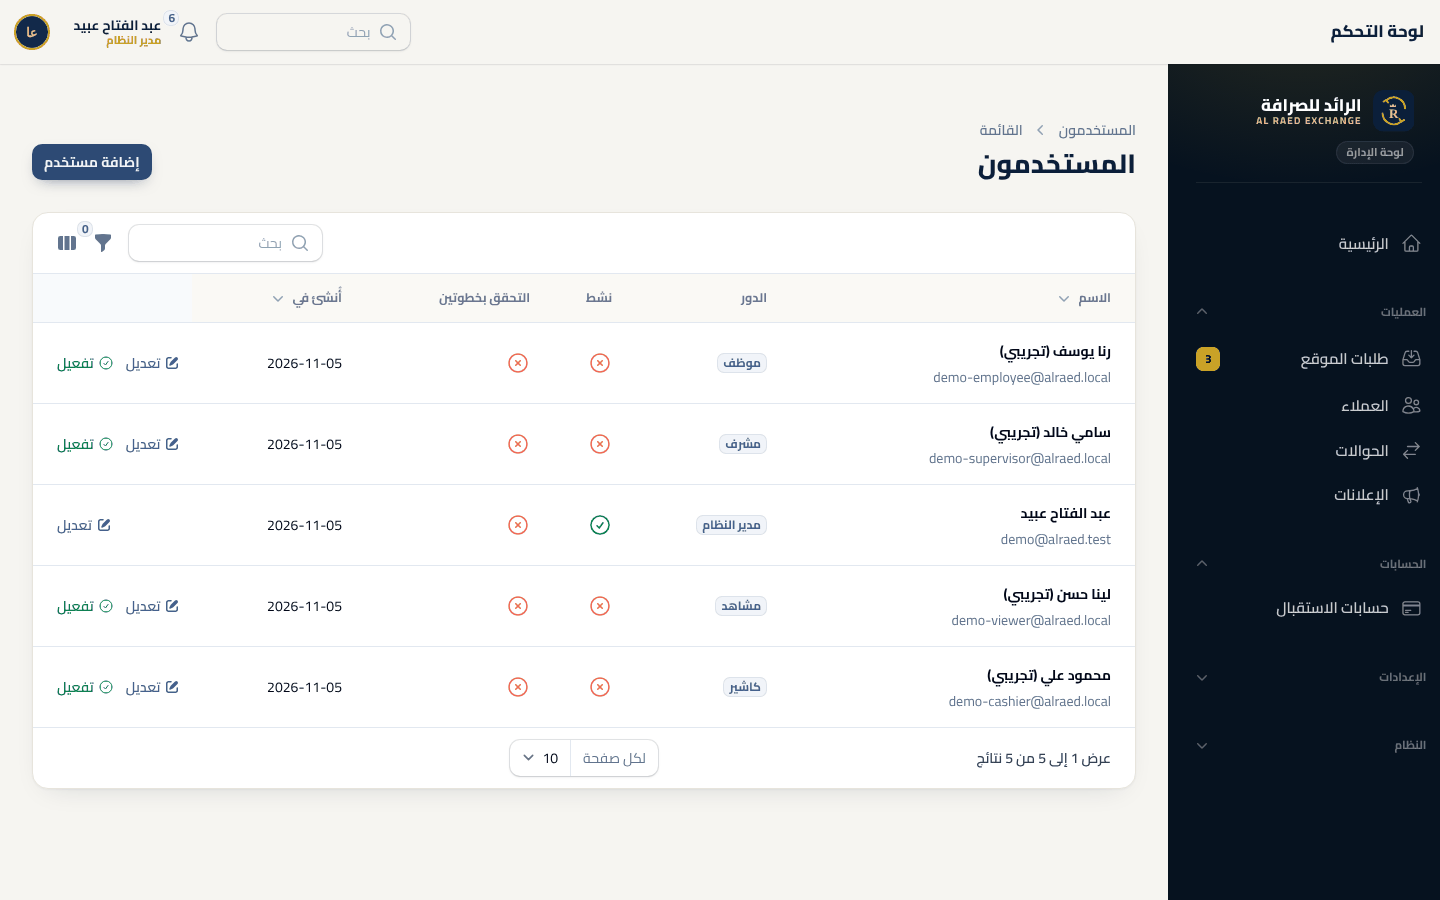 لوحة التحكم
بحث
6
عبد الفتاح عبيد
مدير النظام
عا
الرائد للصرافة
AL RAED EXCHANGE
R
لوحة الإدارة
الرئيسية
العمليات
طلبات الموقع
3
العملاء
الحوالات
الإعلانات
الحسابات
حسابات الاستقبال
الإعدادات
النظام
المستخدمون
القائمة
المستخدمون
إضافة مستخدم
بحث
0
الاسم الدور نشط التحقق بخطوتين أُنشئ في
رنا يوسف (تجريبي)
demo-employee@alraed.local
موظف
2026-11-05
تعديل
تفعيل
سامي خالد (تجريبي)
demo-supervisor@alraed.local
مشرف
2026-11-05
تعديل
تفعيل
عبد الفتاح عبيد
demo@alraed.test
مدير النظام
2026-11-05
تعديل
لينا حسن (تجريبي)
demo-viewer@alraed.local
مشاهد
2026-11-05
تعديل
تفعيل
محمود علي (تجريبي)
demo-cashier@alraed.local
كاشير
2026-11-05
تعديل
تفعيل
عرض 1 إلى 5 من 5 نتائج
لكل صفحة
10